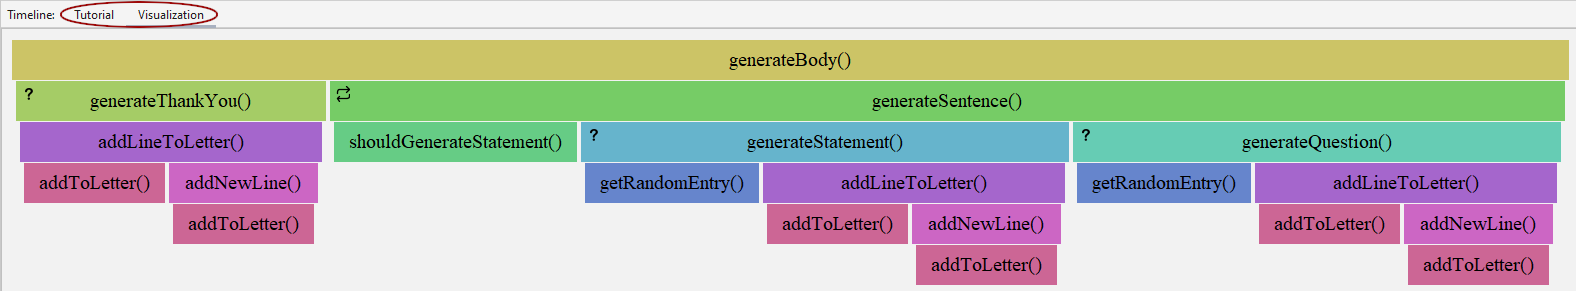 Timeline: Tutorial Visualization
generateBody()
? generateThankYou() generateSentence()
addLineToLetter() shouldGenerateStatement() ? generateStatement() ? generateQuestion()
addToLetter() addNewLine() getRandomEntry() addLineToLetter() getRandomEntry() addLineToLetter()
addToLetter() addToLetter() addNewLine() addToLetter() addNewLine()
addToLetter() addToLetter()